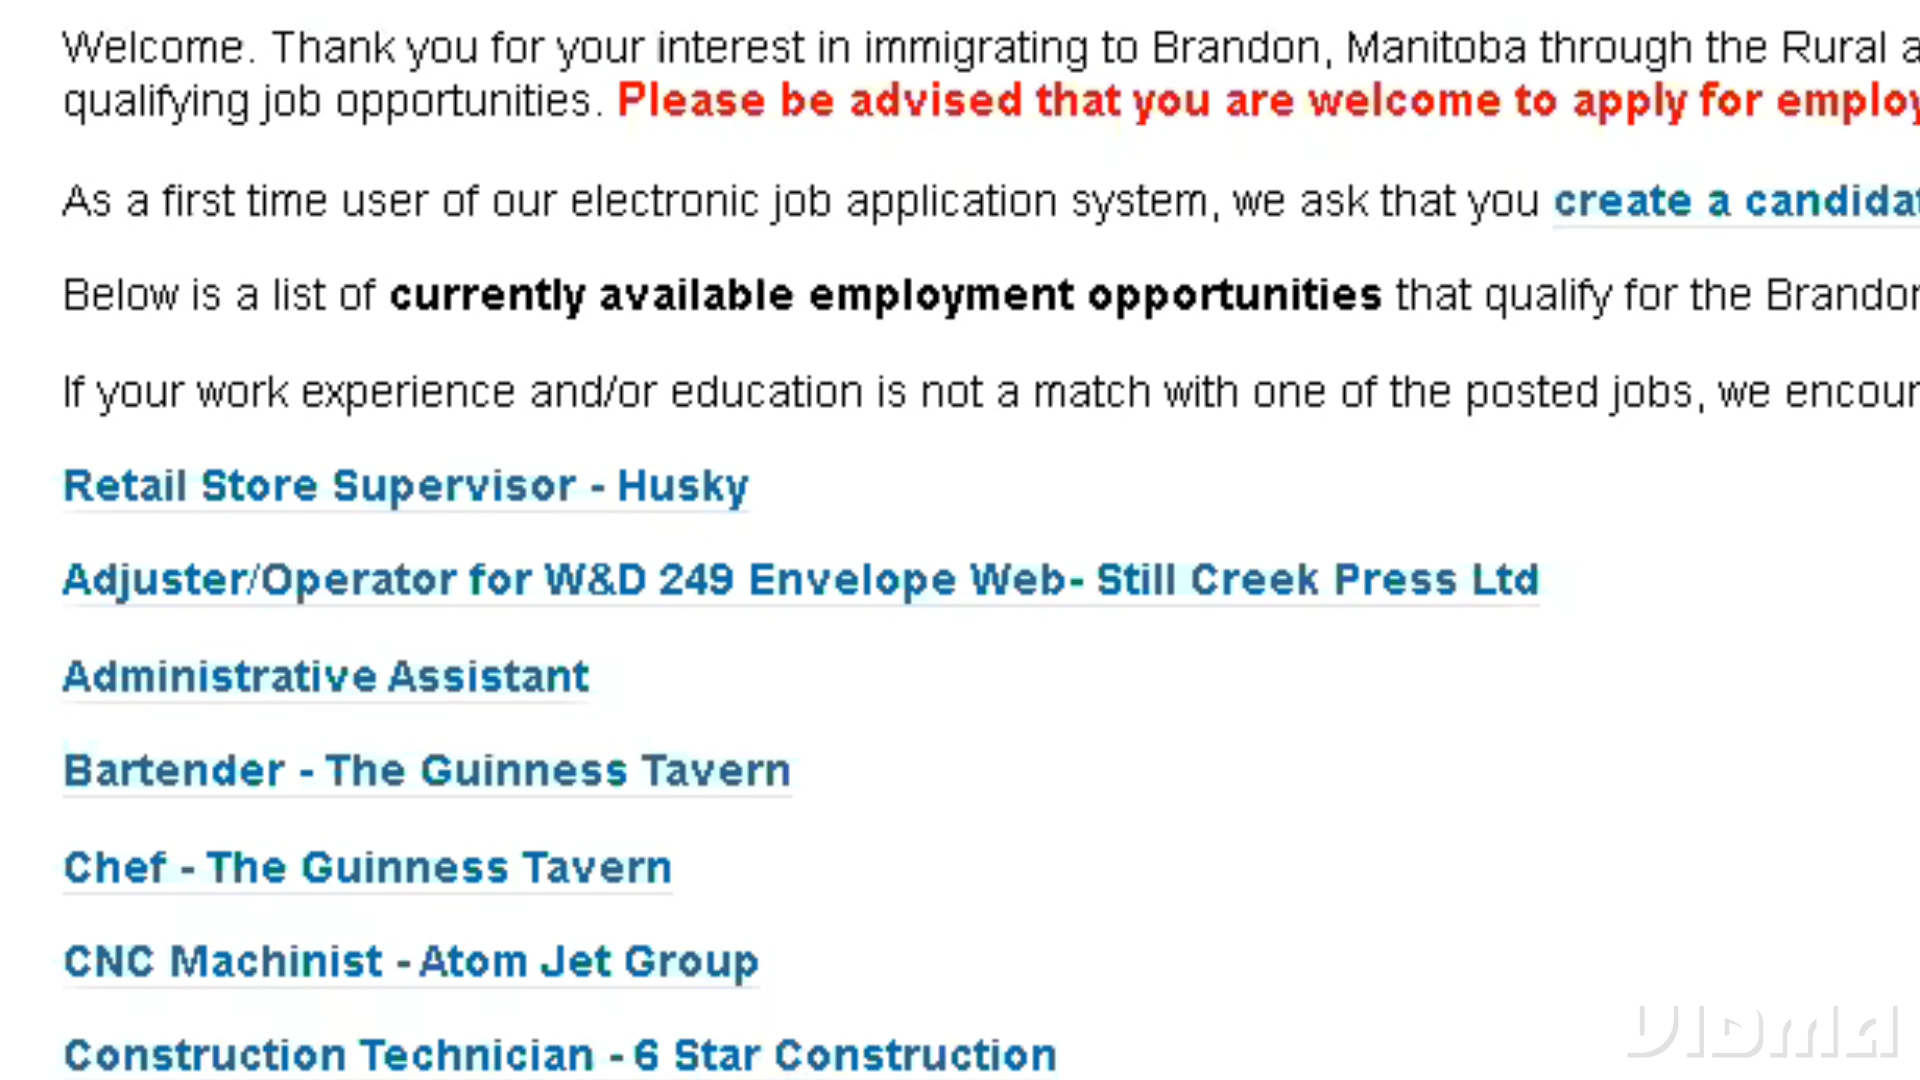 Welcome. Thank you for your interest in immigrating to Brandon, Manitoba through the Rural a
qualifying job opportunities. Please be advised that you are welcome to apply for employ
As a first time user of our electronic job application system, we ask that you create a candidat
Below is a list of currently available employment opportunities that qualify for the Brandon
If your work experience and/or education is not a match with one of the posted jobs, we encour
Retail Store Supervisor - Husky
Adjuster/Operator for W&D 249 Envelope Web- Still Creek Press Ltd
Administrative Assistant
Bartender - The Guinness Tavern
Chef - The Guinness Tavern
CNC Machinist - Atom Jet Group
Construction Technician - 6 Star Construction
VIDMA